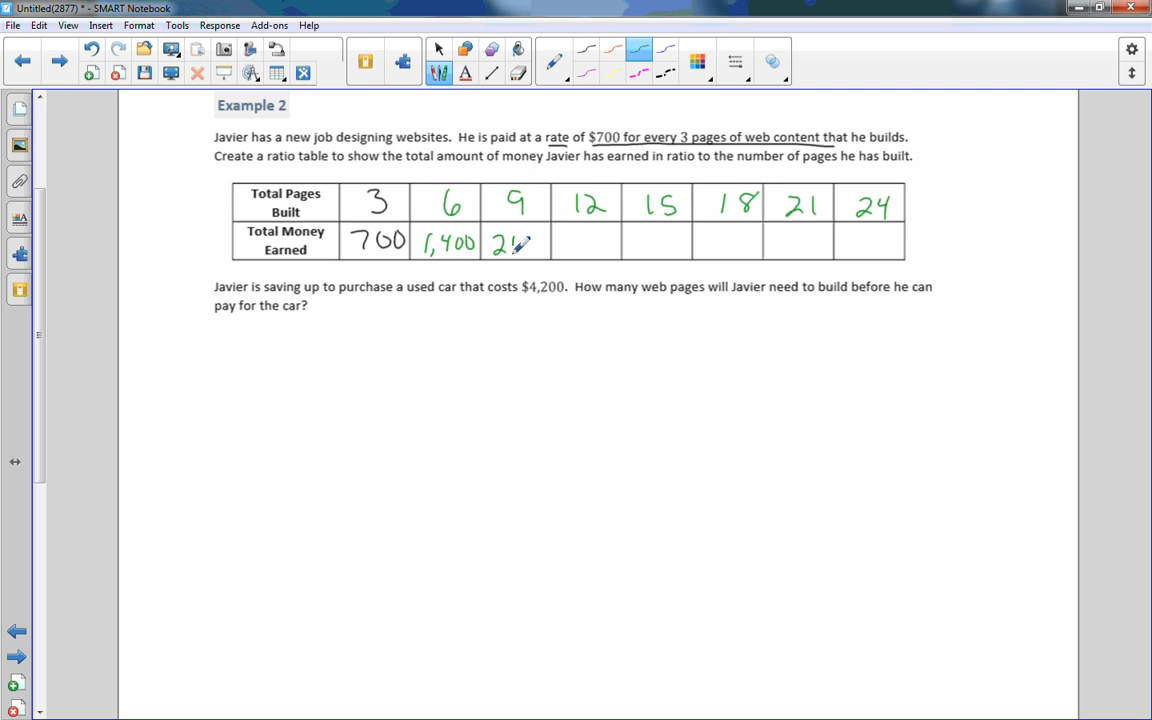 Untitled(2877) * - SMART Notebook
File Edit View Insert Format Tools Response Add-ons Help
Example 2
Javier has a new job designing websites. He is paid at a rate of $700 for every 3 pages of web content that he builds.
Create a ratio table to show the total amount of money Javier has earned in ratio to the number of pages he has built.
Total Pages Built 3 6 9 12 15 18 21 24
Total Money Earned 700 1,400
Javier is saving up to purchase a used car that costs $4,200. How many web pages will Javier need to build before he can
pay for the car?